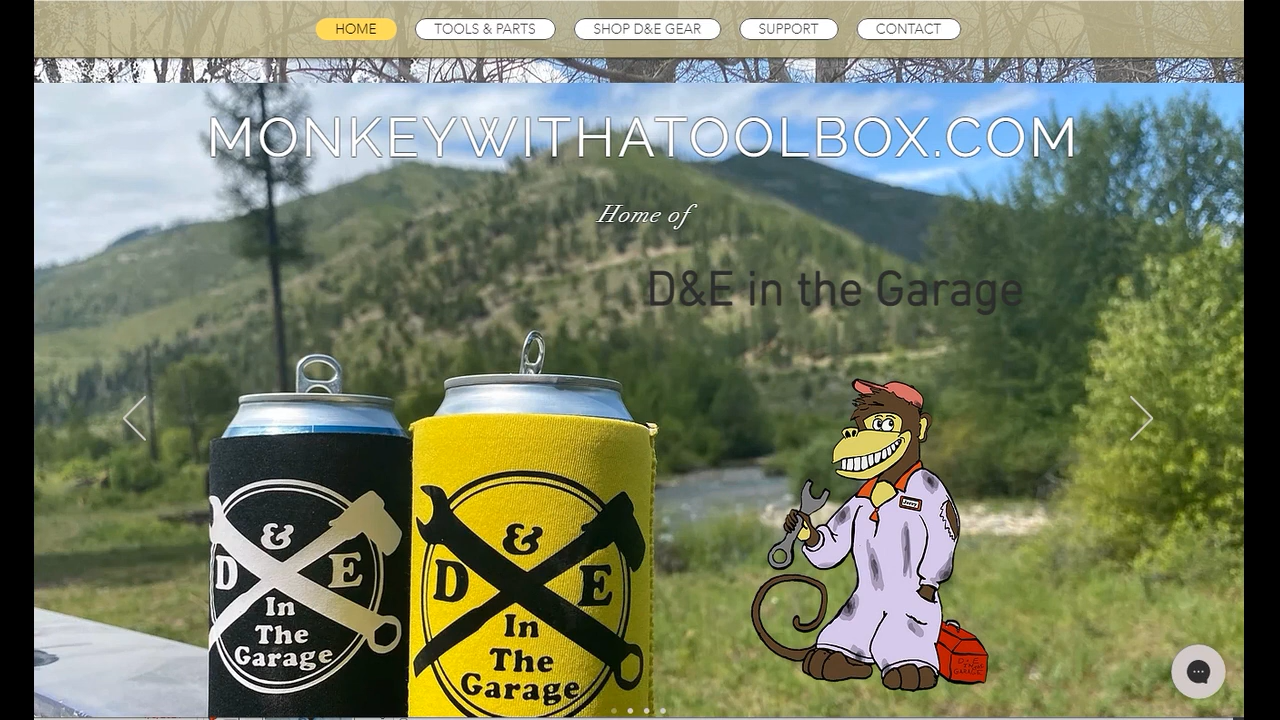 HOME
TOOLS & PARTS
SHOP D&E GEAR
SUPPORT
CONTACT
MONKEYWITHATOOLBOX.COM
Home of
D&E in the Garage
&
D E
In
The
Garage
&
D E
In
The
Garage
D&E